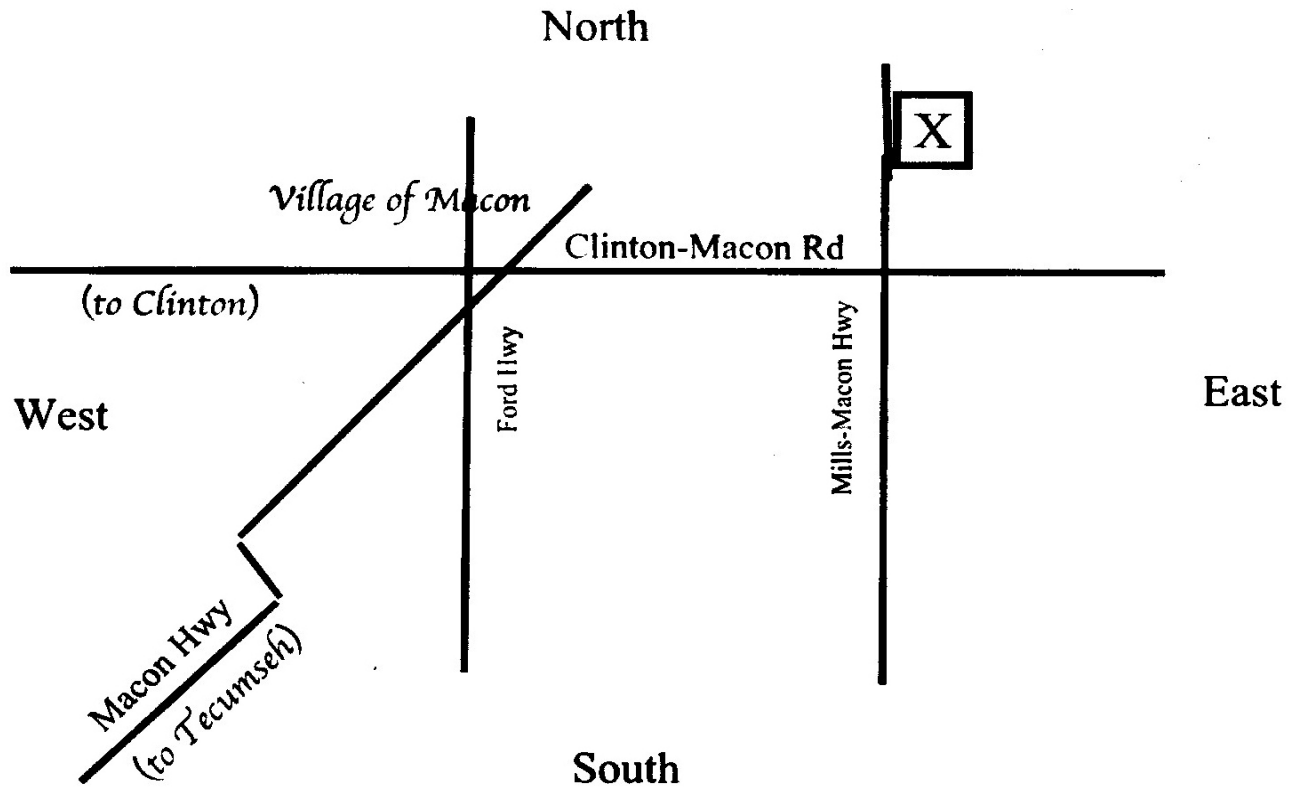 North
X
Village of Macon
Clinton-Macon Rd
(to Clinton)
Ford Hwy
Mills-Macon Hwy
West
East
Macon Hwy
(to Tecumseh)
South